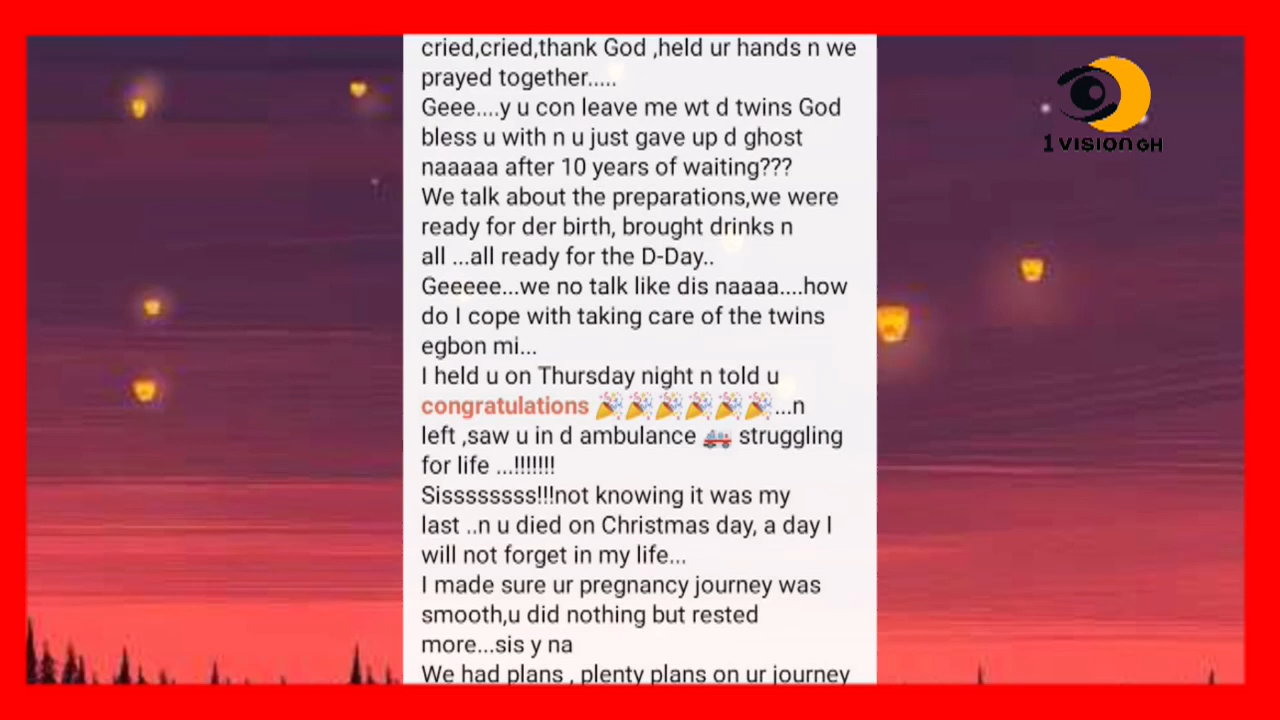 cried,cried,thank God ,held ur hands n we
prayed together.....
Geee....y u con leave me wt d twins God
bless u with n u just gave up d ghost
naaaaa after 10 years of waiting???
We talk about the preparations,we were
ready for der birth, brought drinks n
all ...all ready for the D-Day..
Geeeee...we no talk like dis naaaa....how
do I cope with taking care of the twins
egbon mi...
I held u on Thursday night n told u
congratulations 🎉🎉🎉🎉🎉🎉...n
left ,saw u in d ambulance 🚑 struggling
for life ...!!!!!!!
Sissssssss!!!not knowing it was my
last ..n u died on Christmas day, a day I
will not forget in my life...
I made sure ur pregnancy journey was
smooth,u did nothing but rested
more...sis y na
We had plans , plenty plans on ur journey
1 VISION GH